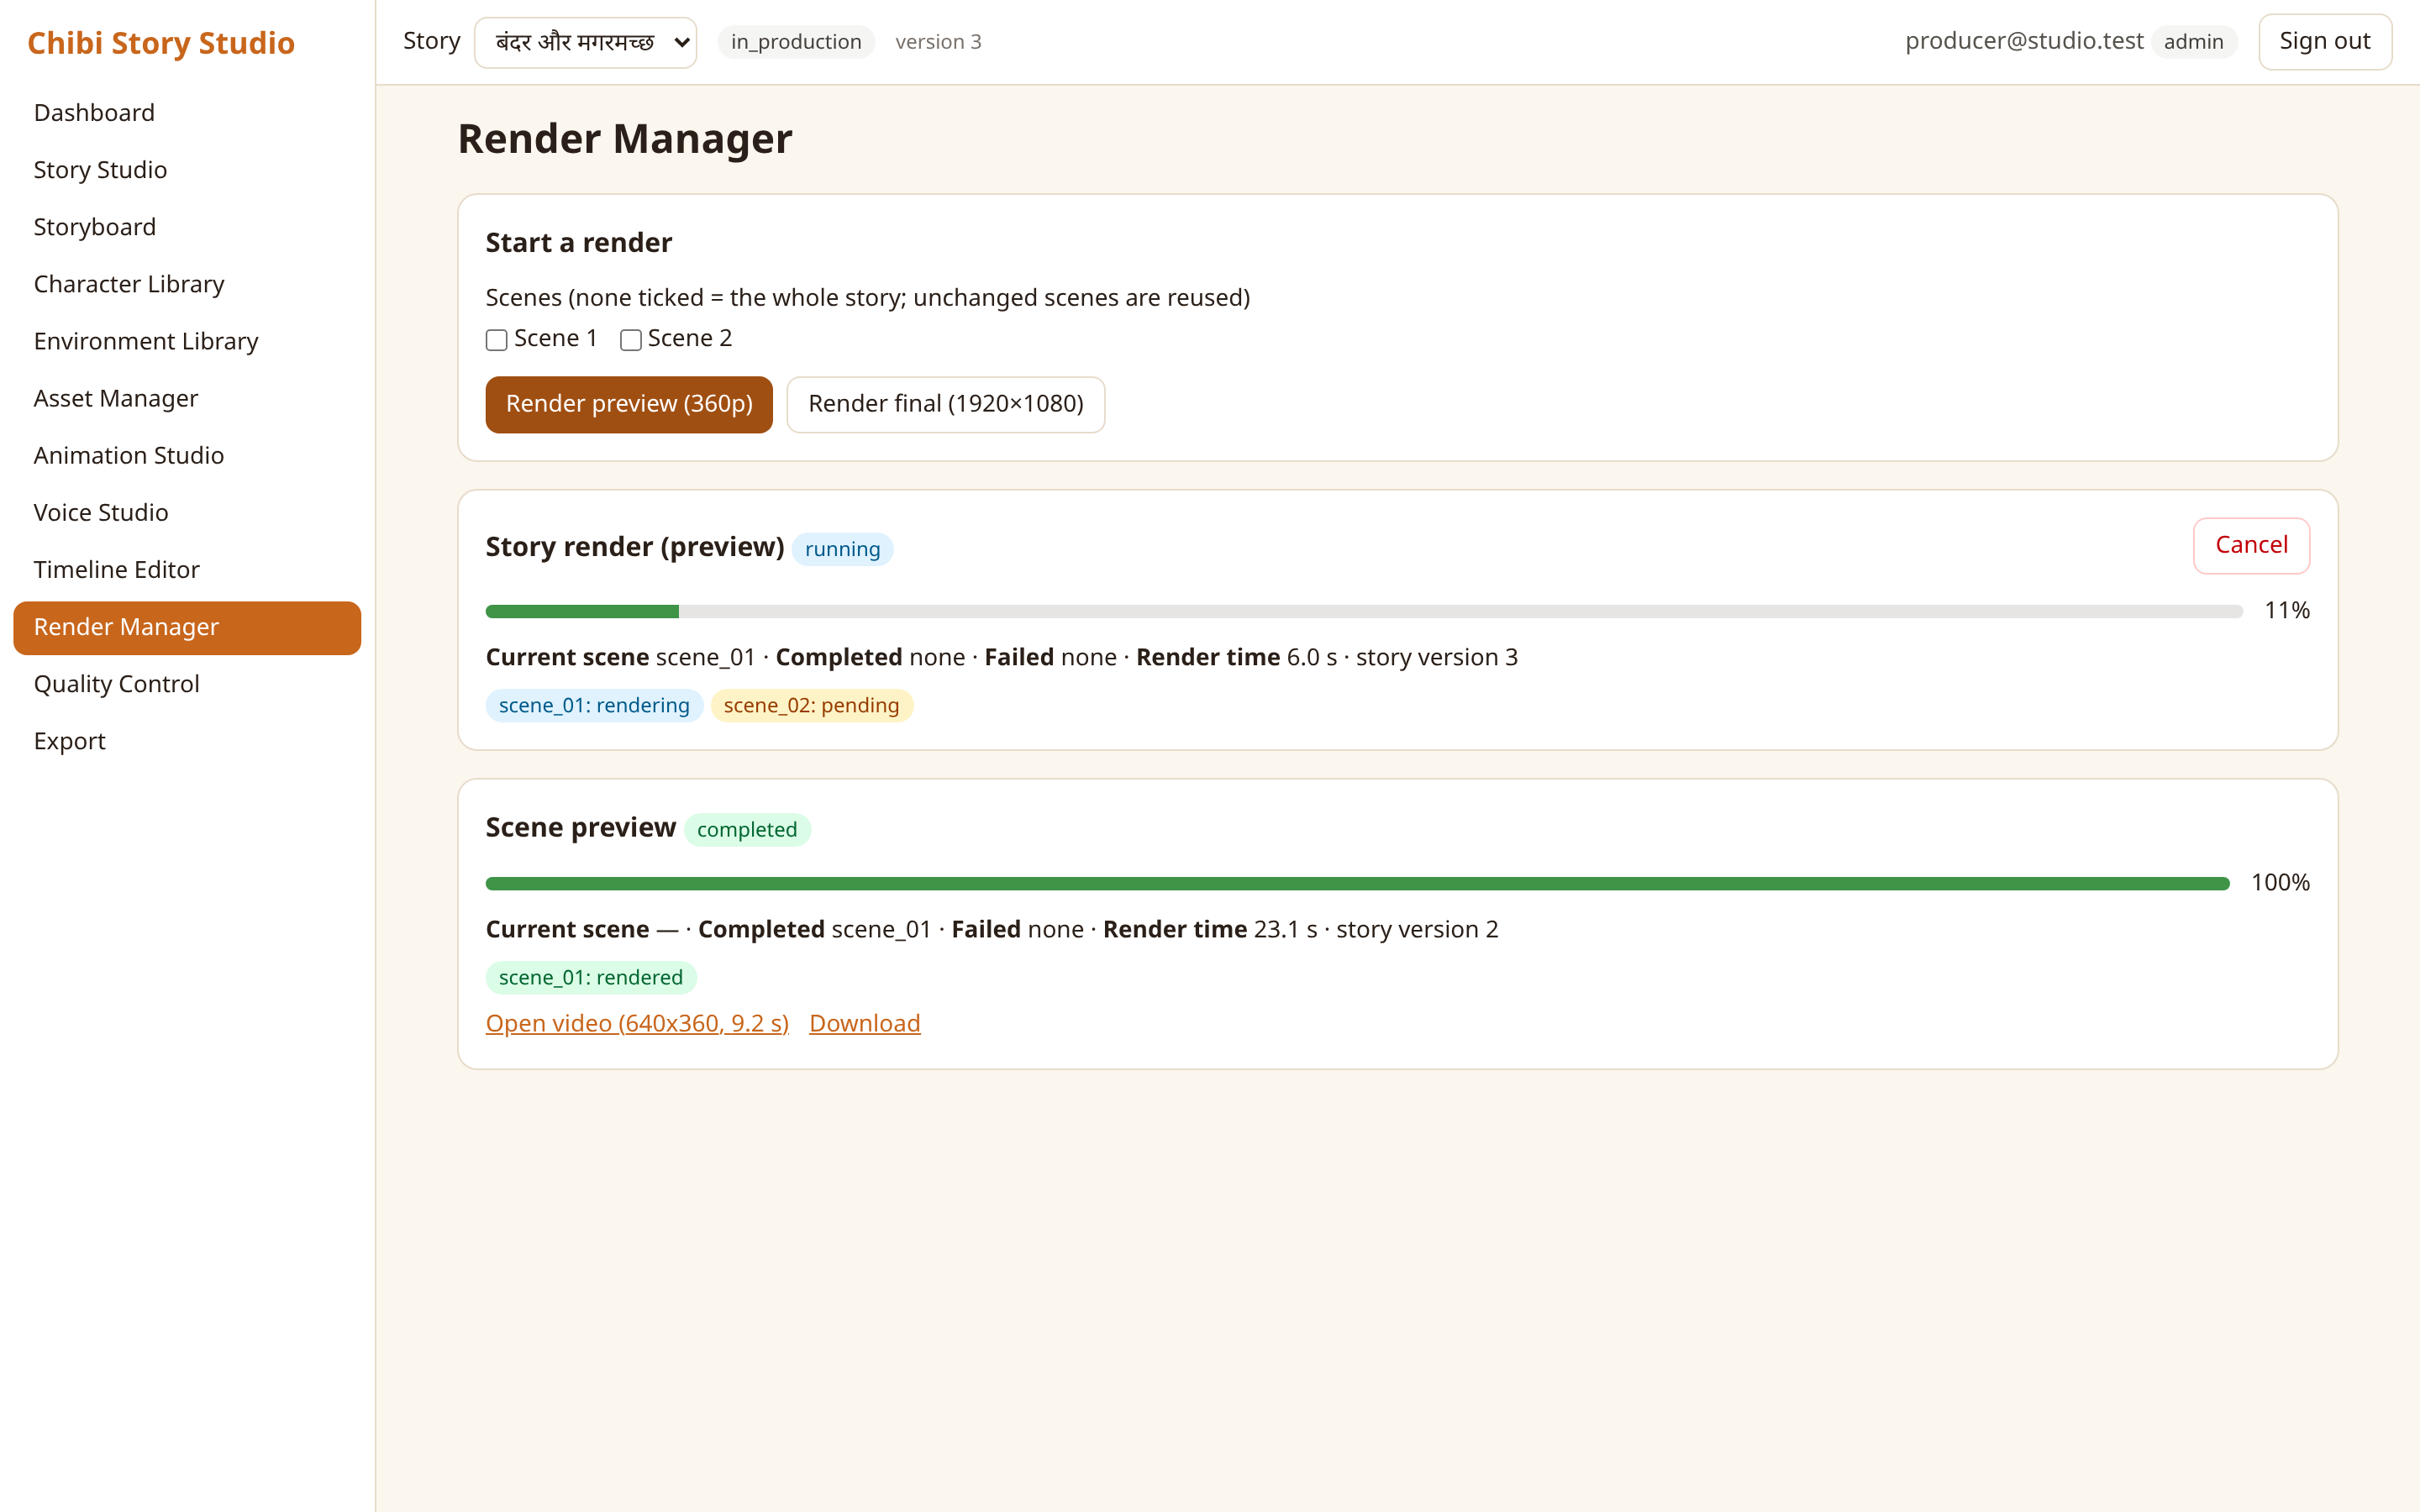 Chibi Story Studio
Dashboard
Story Studio
Storyboard
Character Library
Environment Library
Asset Manager
Animation Studio
Voice Studio
Timeline Editor
Render Manager
Quality Control
Export
Story बंदर और मगरमच्छ in_production version 3 producer@studio.test admin Sign out
Render Manager
Start a render
Scenes (none ticked = the whole story; unchanged scenes are reused)
Scene 1 Scene 2
Render preview (360p) Render final (1920×1080)
Story render (preview) running Cancel
11%
Current scene scene_01 · Completed none · Failed none · Render time 6.0 s · story version 3
scene_01: rendering scene_02: pending
Scene preview completed
100%
Current scene — · Completed scene_01 · Failed none · Render time 23.1 s · story version 2
scene_01: rendered
Open video (640x360, 9.2 s) Download